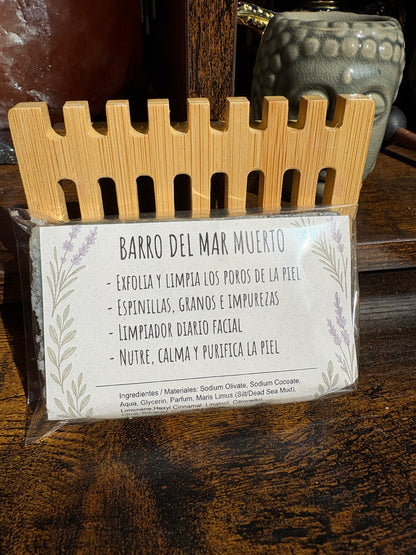 BARRO DEL MAR MUERTO
- EXFOLIA Y LIMPIA LOS POROS DE LA PIEL
- ESPINILLAS, GRANOS E IMPUREZAS
- LIMPIADOR DIARIO FACIAL
- NUTRE, CALMA Y PURIFICA LA PIEL
Ingredientes / Materiales: Sodium Olivate, Sodium Cocoate,
Aqua, Glycerin, Parfum, Maris Limus (Silt/Dead Sea Mud),
Limonene, Hexyl Cinnamal, Linalool, Citronellol